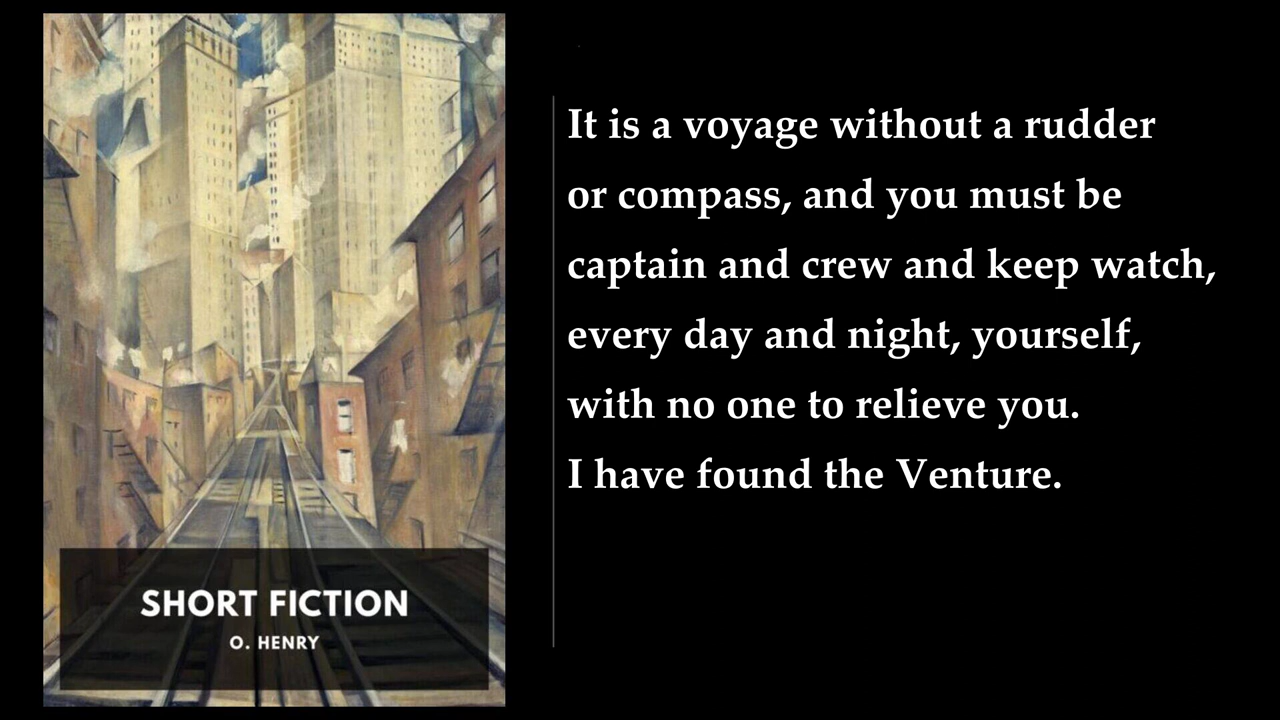 It is a voyage without a rudder
or compass, and you must be
captain and crew and keep watch,
every day and night, yourself,
with no one to relieve you.
I have found the Venture.
SHORT FICTION
O. HENRY